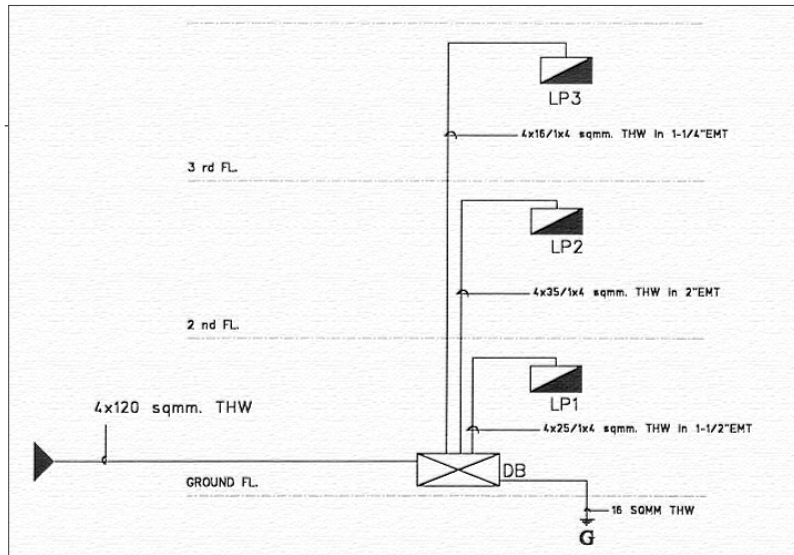 LP3
4x16/1x4 sqmm. THW in 1-1/4"EMT
3 rd FL.
LP2
4x35/1x4 sqmm. THW in 2"EMT
2 nd FL.
LP1
4x120 sqmm. THW
4x25/1x4 sqmm. THW in 1-1/2"EMT
DB
GROUND FL.
16 SQMM THW
G